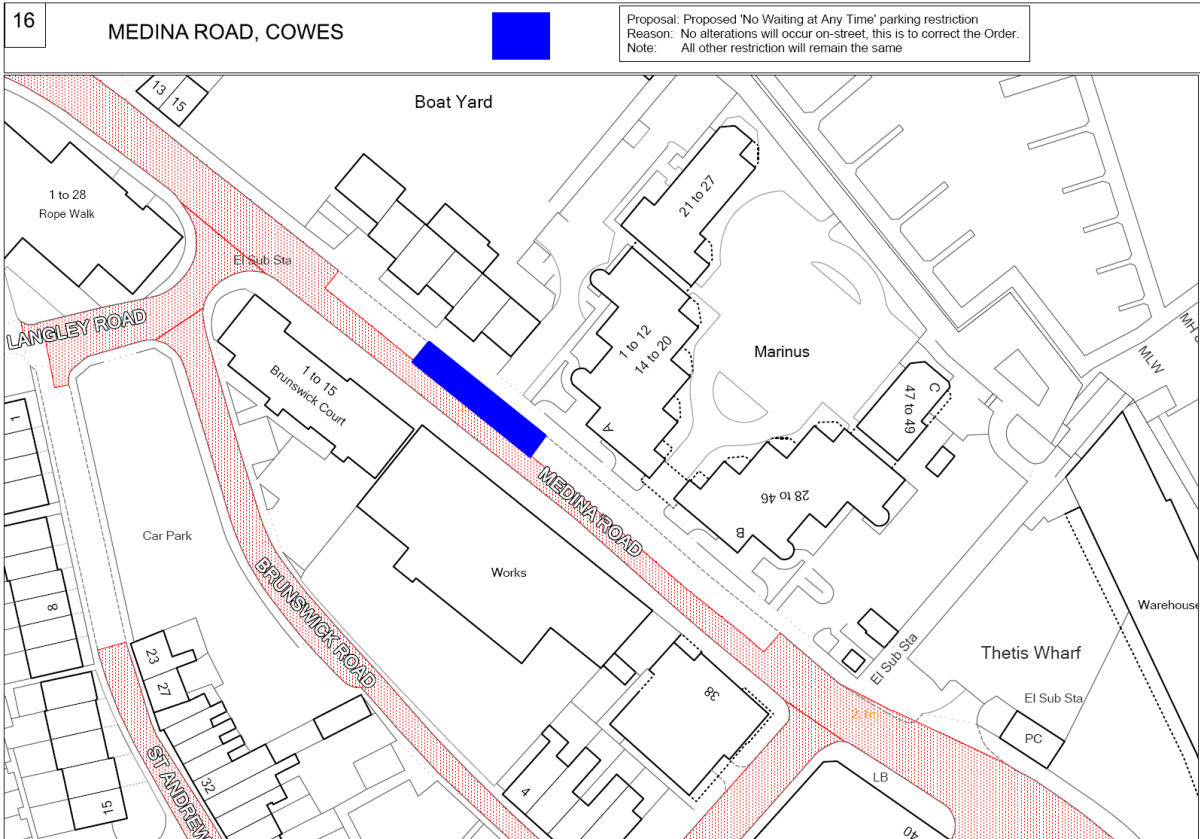 16
MEDINA ROAD, COWES
Proposal: Proposed 'No Waiting at Any Time' parking restriction
Reason: No alterations will occur on-street, this is to correct the Order.
Note: All other restriction will remain the same
13
15
Boat Yard
1 to 28
Rope Walk
21 to 27
El Sub Sta
LANGLEY ROAD
1 to 12
14 to 20
Marinus
MLW
1 to 15
Brunswick Court
C
47 to 49
A
1
MEDINA ROAD
28 to 46
B
Car Park
Works
BRUNSWICK ROAD
8
Warehouse
El Sub Sta
Thetis Wharf
23
27
38
El Sub Sta
PC
ST ANDREW
32
15
4
LB
40